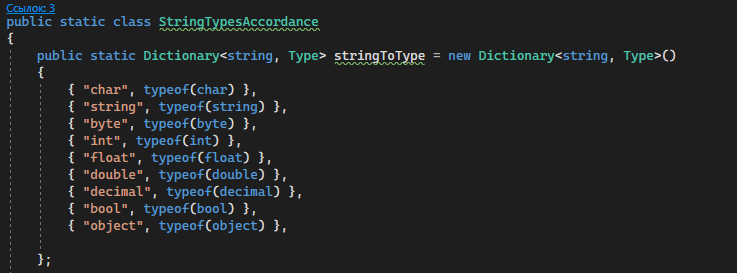 Ссылок: 3
public static class StringTypesAccordance
{
public static Dictionary<string, Type> stringToType = new Dictionary<string, Type>()
{
{ "char", typeof(char) },
{ "string", typeof(string) },
{ "byte", typeof(byte) },
{ "int", typeof(int) },
{ "float", typeof(float) },
{ "double", typeof(double) },
{ "decimal", typeof(decimal) },
{ "bool", typeof(bool) },
{ "object", typeof(object) },
};